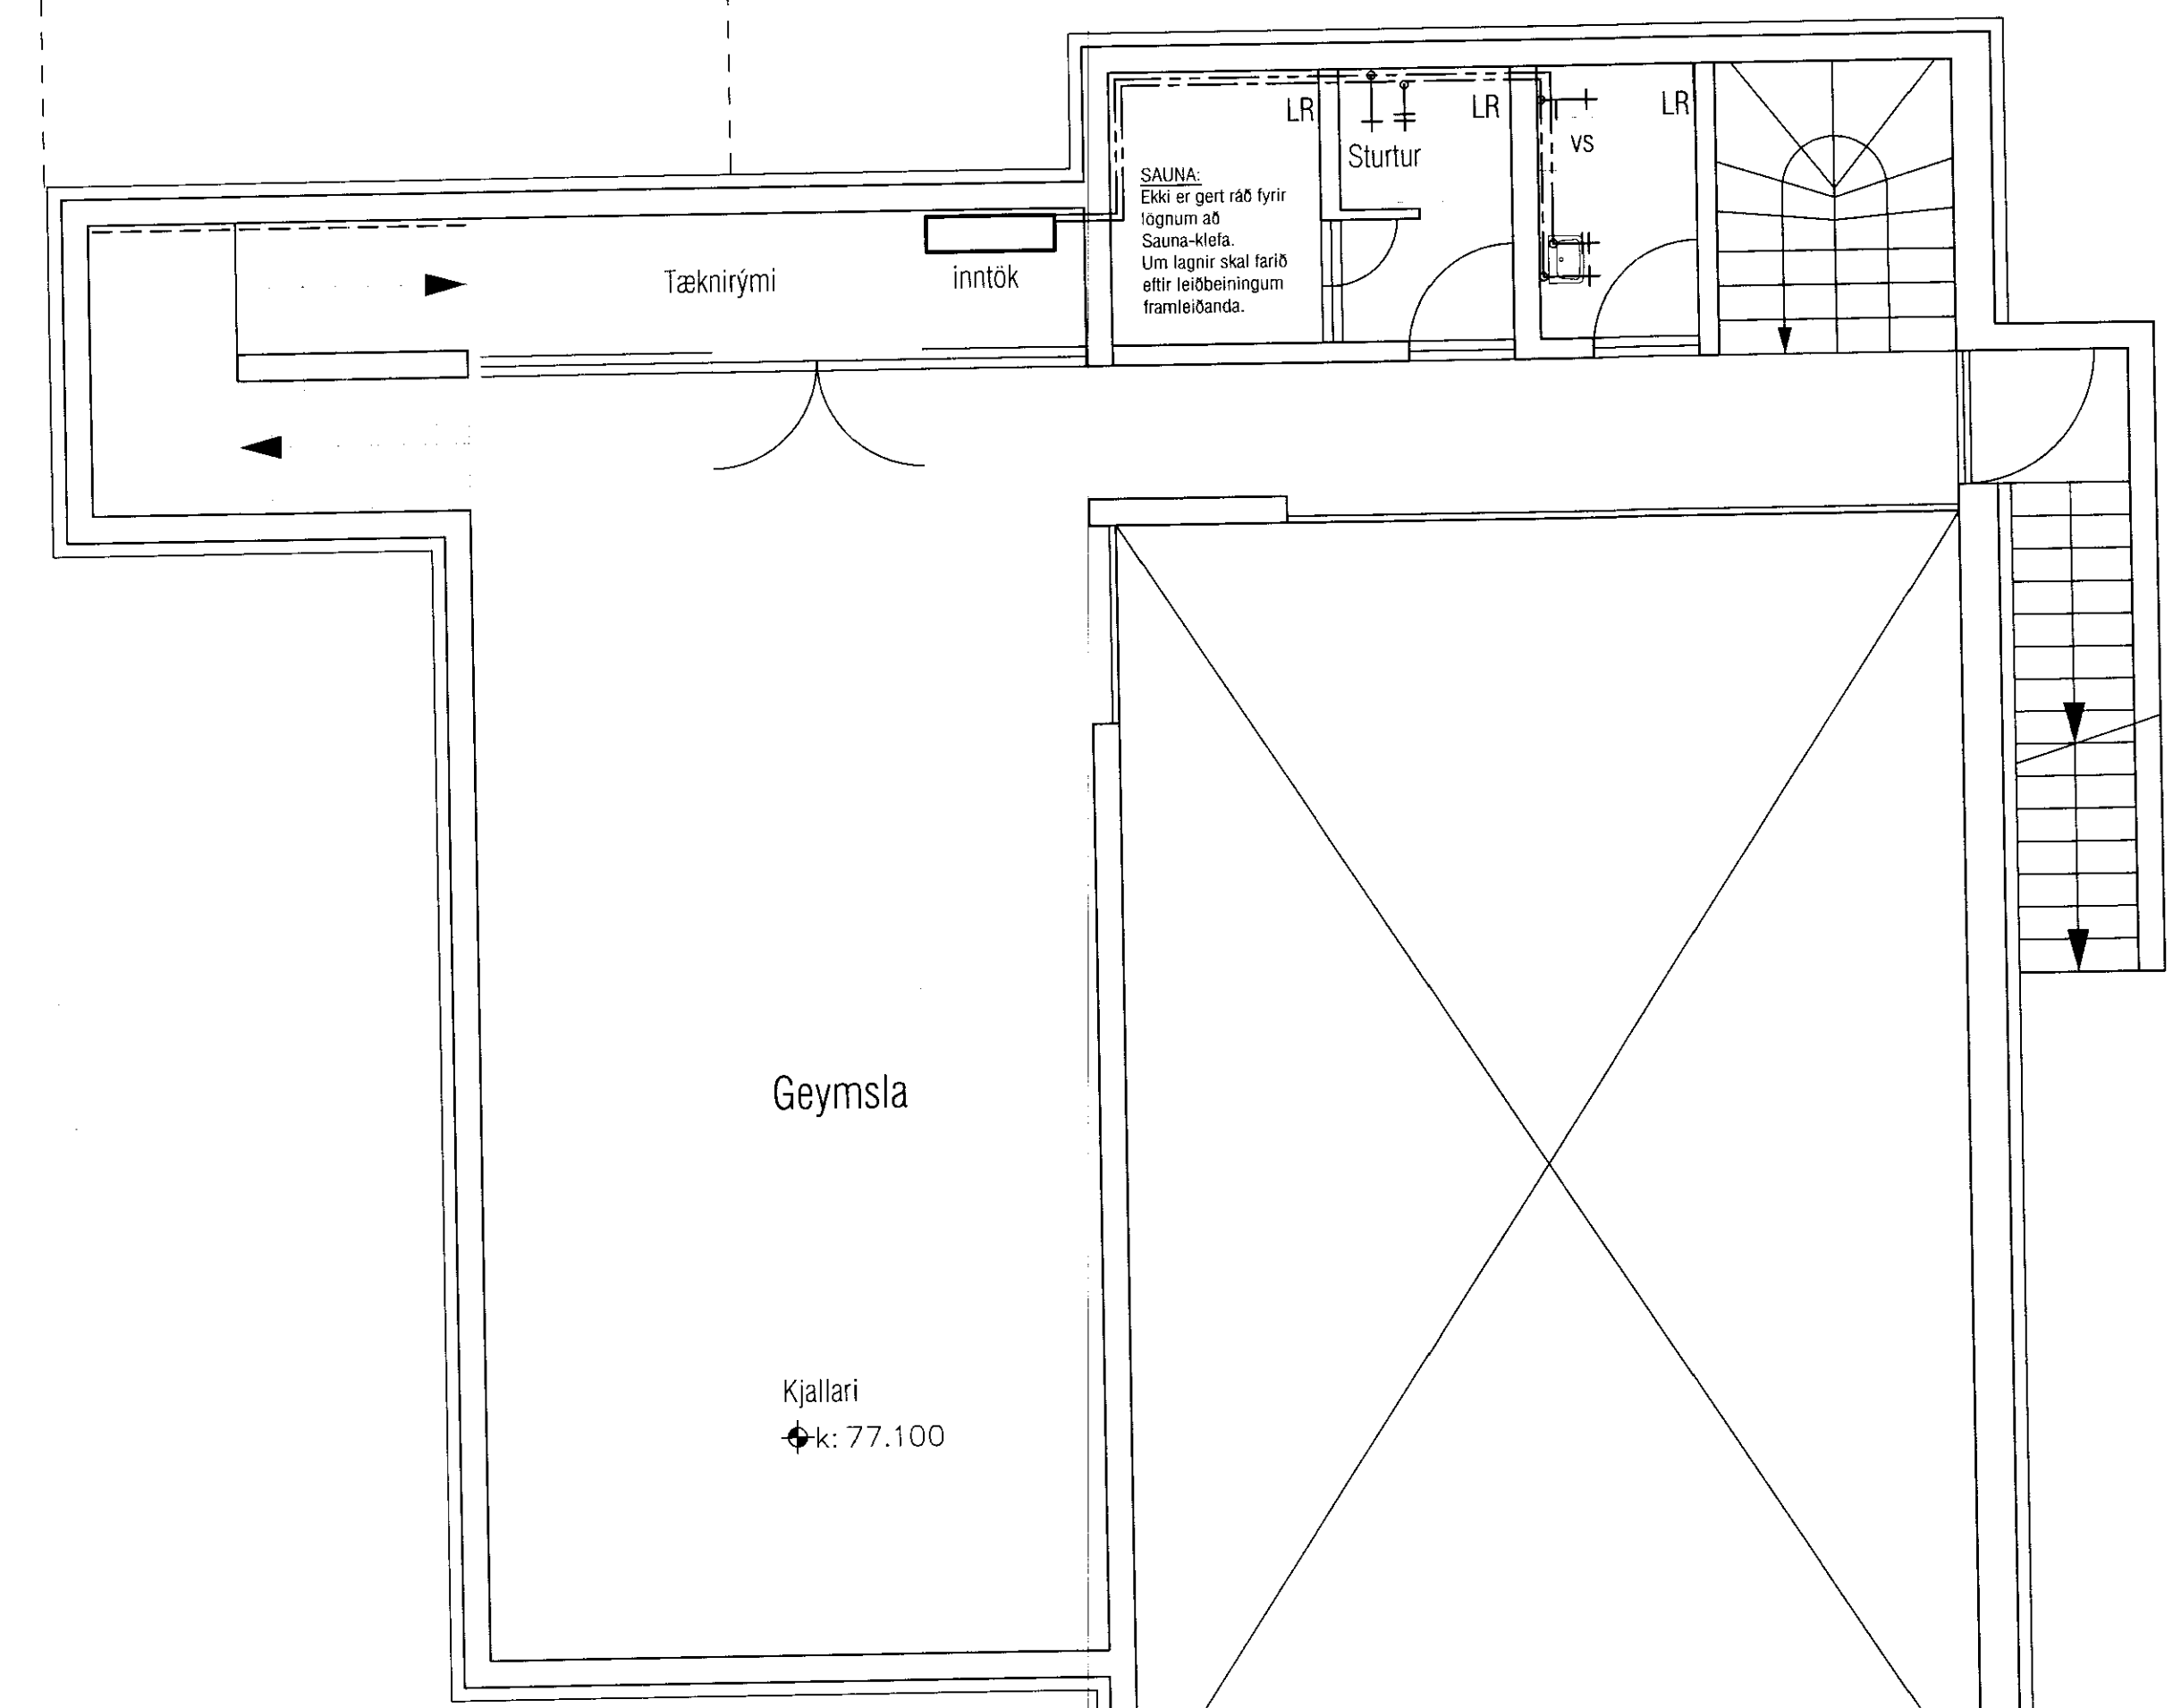 LR
LR
LR
Sturtur
vs
SAUNA:
Ekki er gert ráð fyrir
lögnum að
Sauna-klefa.
Um lagnir skal farið
eftir leiðbeiningum
framleiðanda.
Tæknirými
inntök
Geymsla
Kjallari
k: 77.100